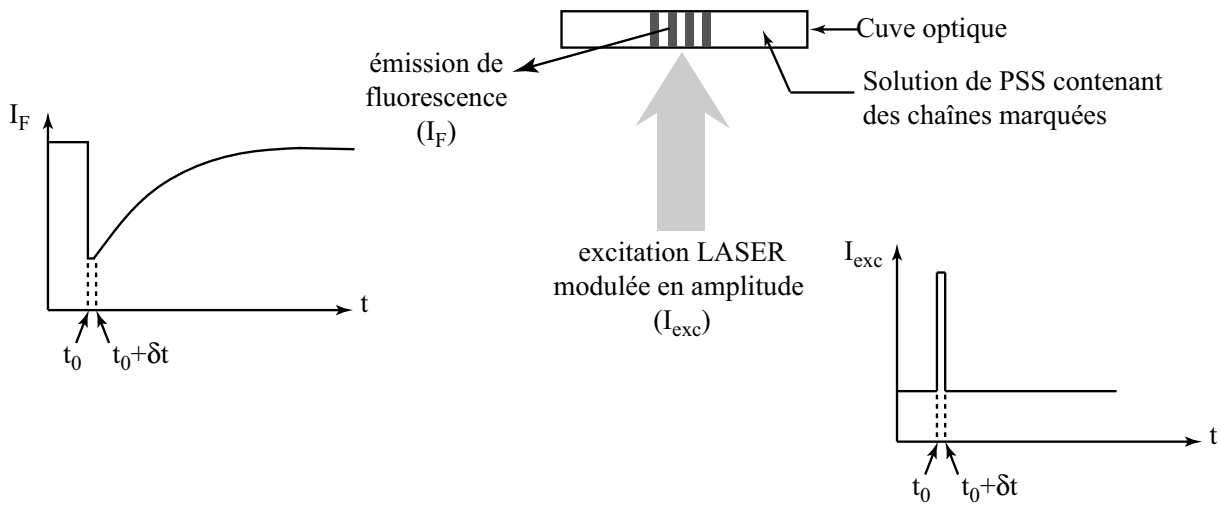 Cuve optique
émission de
fluorescence
(I_F)
Solution de PSS contenant
des chaînes marquées
I_F
t
t_0
t_0+δt
excitation LASER
modulée en amplitude
(I_exc)
I_exc
t
t_0
t_0+δt